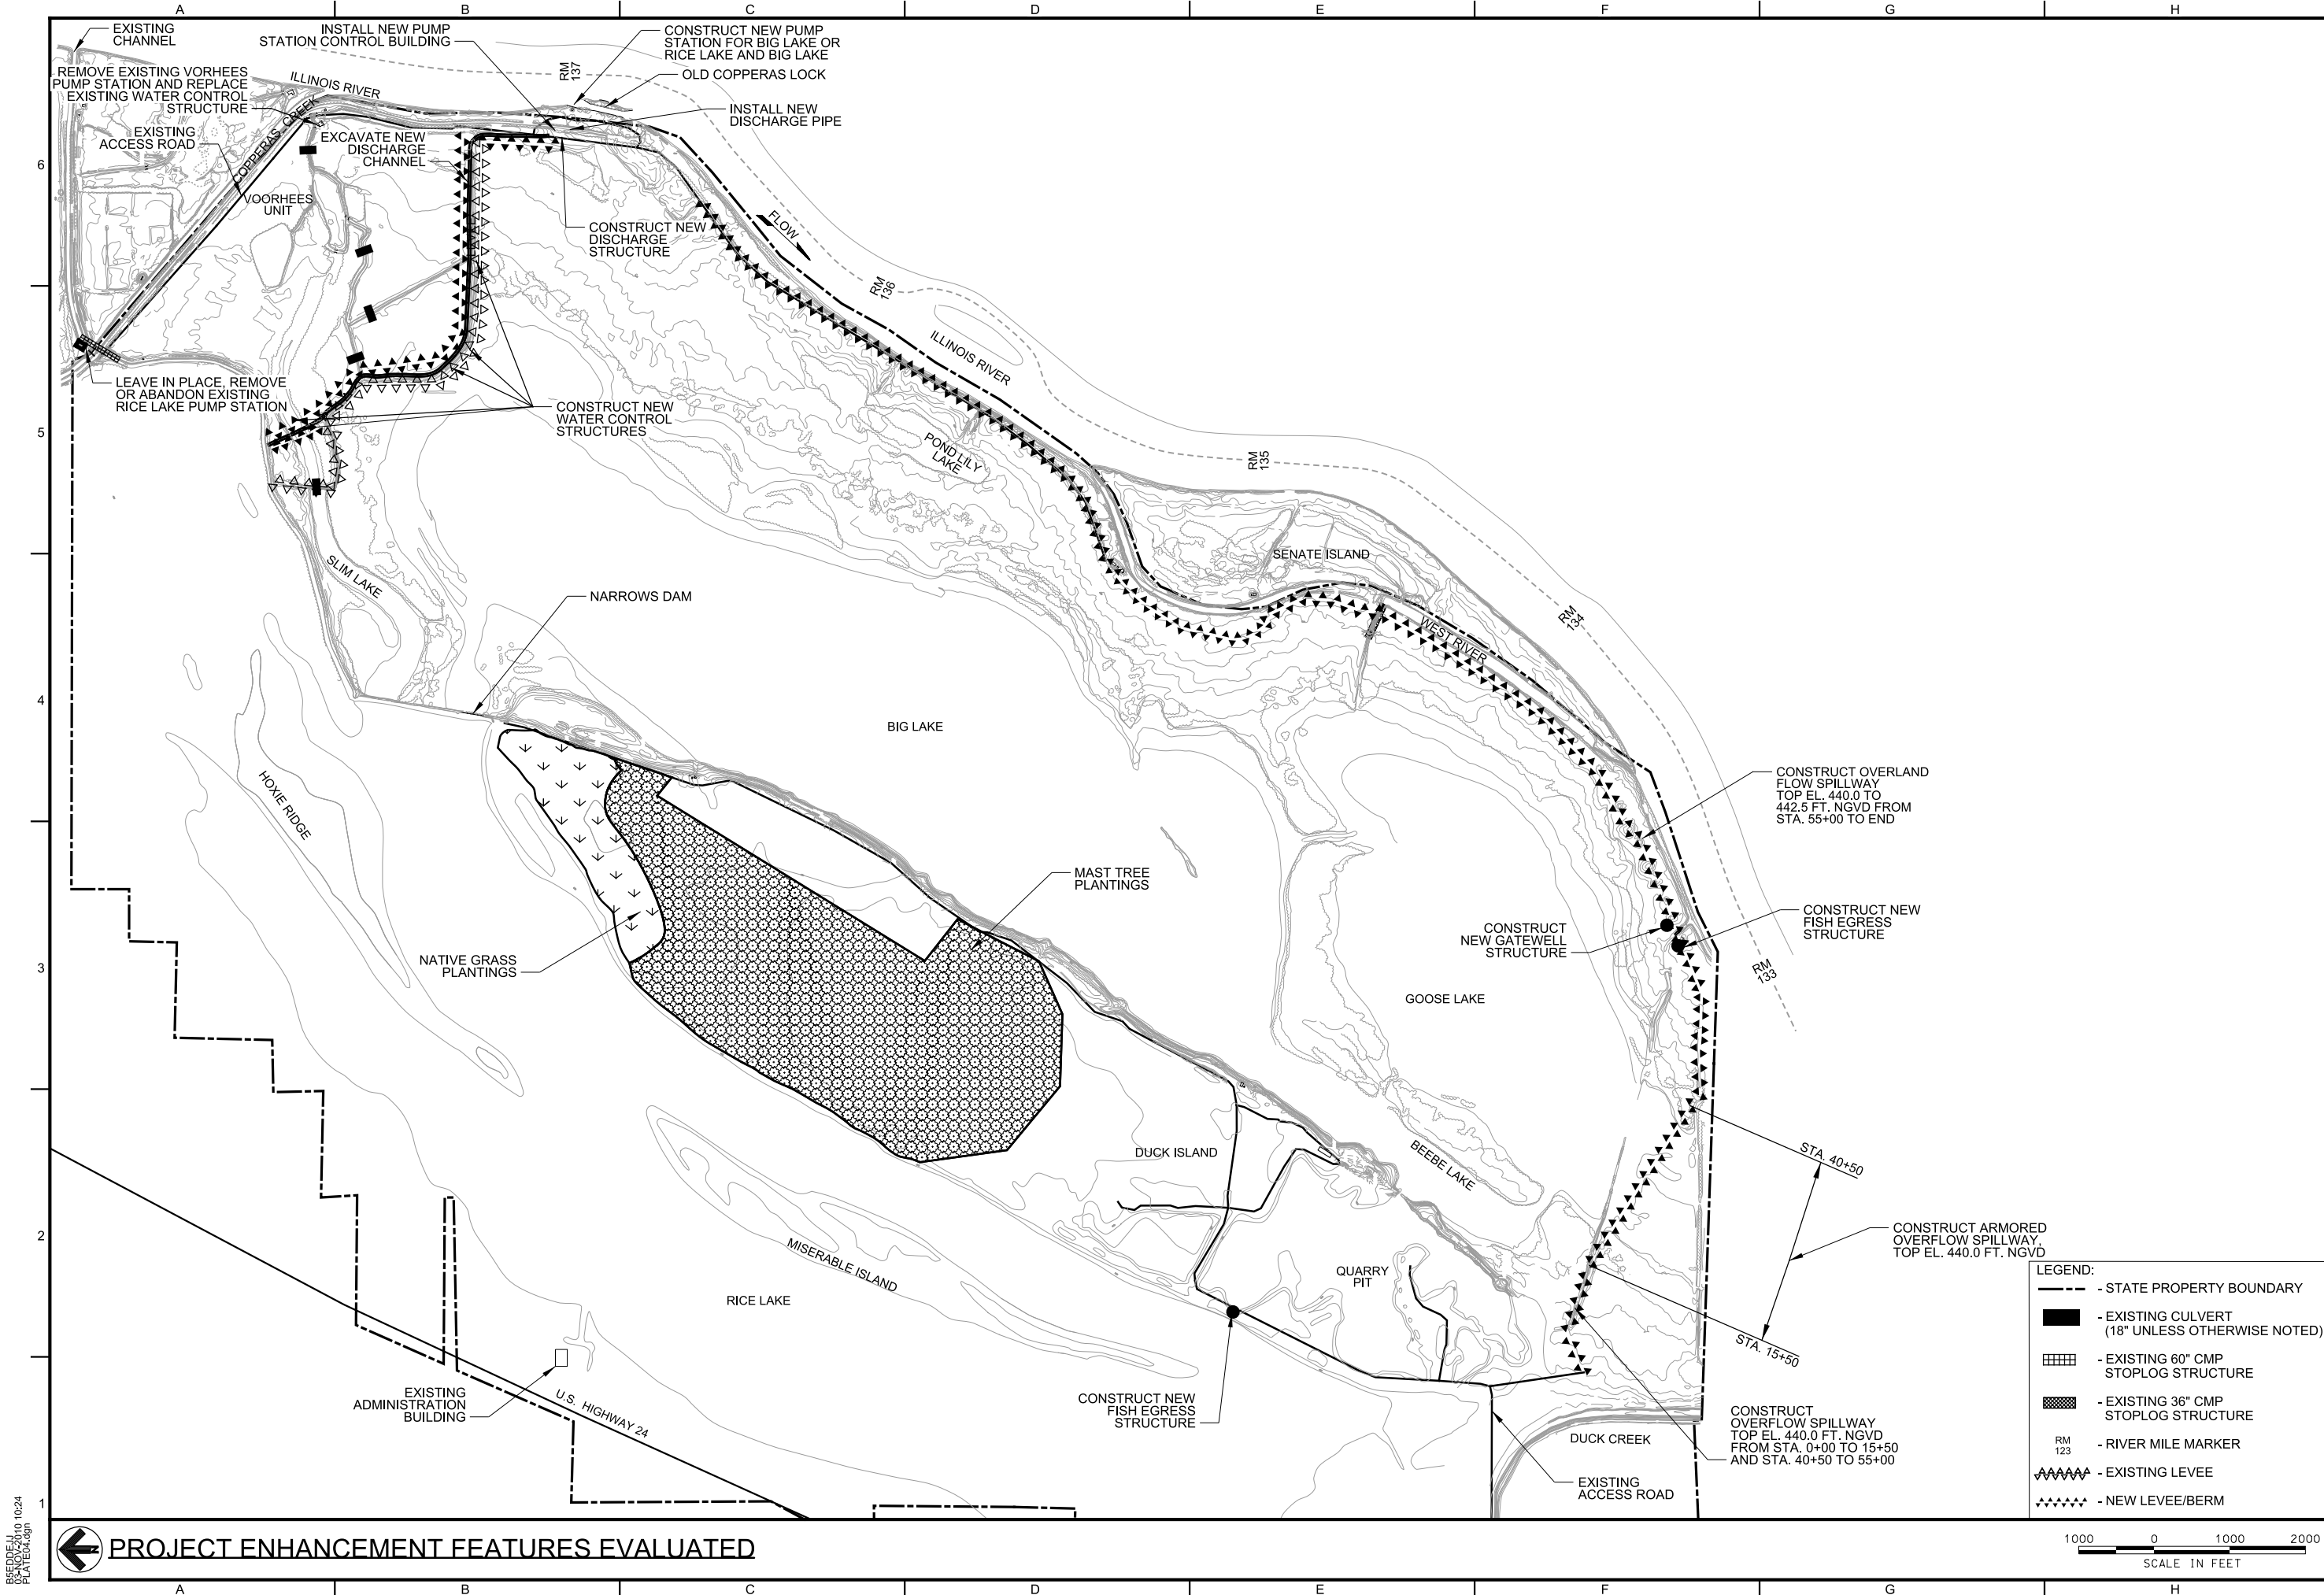 A B C D E F G H
EXISTING
CHANNEL
INSTALL NEW PUMP
STATION CONTROL BUILDING
CONSTRUCT NEW PUMP
STATION FOR BIG LAKE OR
RICE LAKE AND BIG LAKE
RM
137
OLD COPPERAS LOCK
REMOVE EXISTING VORHEES
PUMP STATION AND REPLACE
EXISTING WATER CONTROL
STRUCTURE
ILLINOIS RIVER
COPPERAS CREEK
INSTALL NEW
DISCHARGE PIPE
EXISTING
ACCESS ROAD
EXCAVATE NEW
DISCHARGE
CHANNEL
6
VOORHEES
UNIT
CONSTRUCT NEW
DISCHARGE
STRUCTURE
FLOW
RM
136
ILLINOIS RIVER
LEAVE IN PLACE, REMOVE
OR ABANDON EXISTING
RICE LAKE PUMP STATION
CONSTRUCT NEW
WATER CONTROL
STRUCTURES
5
POND LILY
LAKE
RM
135
SENATE ISLAND
SLIM LAKE
NARROWS DAM
RM
134
WEST RIVER
4
BIG LAKE
HOXIE RIDGE
CONSTRUCT OVERLAND
FLOW SPILLWAY
TOP EL. 440.0 TO
442.5 FT. NGVD FROM
STA. 55+00 TO END
MAST TREE
PLANTINGS
CONSTRUCT NEW
FISH EGRESS
STRUCTURE
CONSTRUCT
NEW GATEWELL
STRUCTURE
NATIVE GRASS
PLANTINGS
3
RM
133
GOOSE LAKE
DUCK ISLAND
BEEBE LAKE
STA. 40+50
2
MISERABLE ISLAND
CONSTRUCT ARMORED
OVERFLOW SPILLWAY,
TOP EL. 440.0 FT. NGVD
QUARRY
PIT
RICE LAKE
STA. 15+50
EXISTING
ADMINISTRATION
BUILDING
U.S. HIGHWAY 24
CONSTRUCT NEW
FISH EGRESS
STRUCTURE
CONSTRUCT
OVERFLOW SPILLWAY
TOP EL. 440.0 FT. NGVD
FROM STA. 0+00 TO 15+50
AND STA. 40+50 TO 55+00
DUCK CREEK
EXISTING
ACCESS ROAD
1
LEGEND:
- STATE PROPERTY BOUNDARY
- EXISTING CULVERT
(18" UNLESS OTHERWISE NOTED)
- EXISTING 60" CMP
STOPLOG STRUCTURE
- EXISTING 36" CMP
STOPLOG STRUCTURE
RM
123
- RIVER MILE MARKER
- EXISTING LEVEE
- NEW LEVEE/BERM
B5EDDEJJ
03-NOV-2010 10:24
PLATE04.dgn
N
PROJECT ENHANCEMENT FEATURES EVALUATED
1000 0 1000 2000
SCALE IN FEET
A B C D E F G H